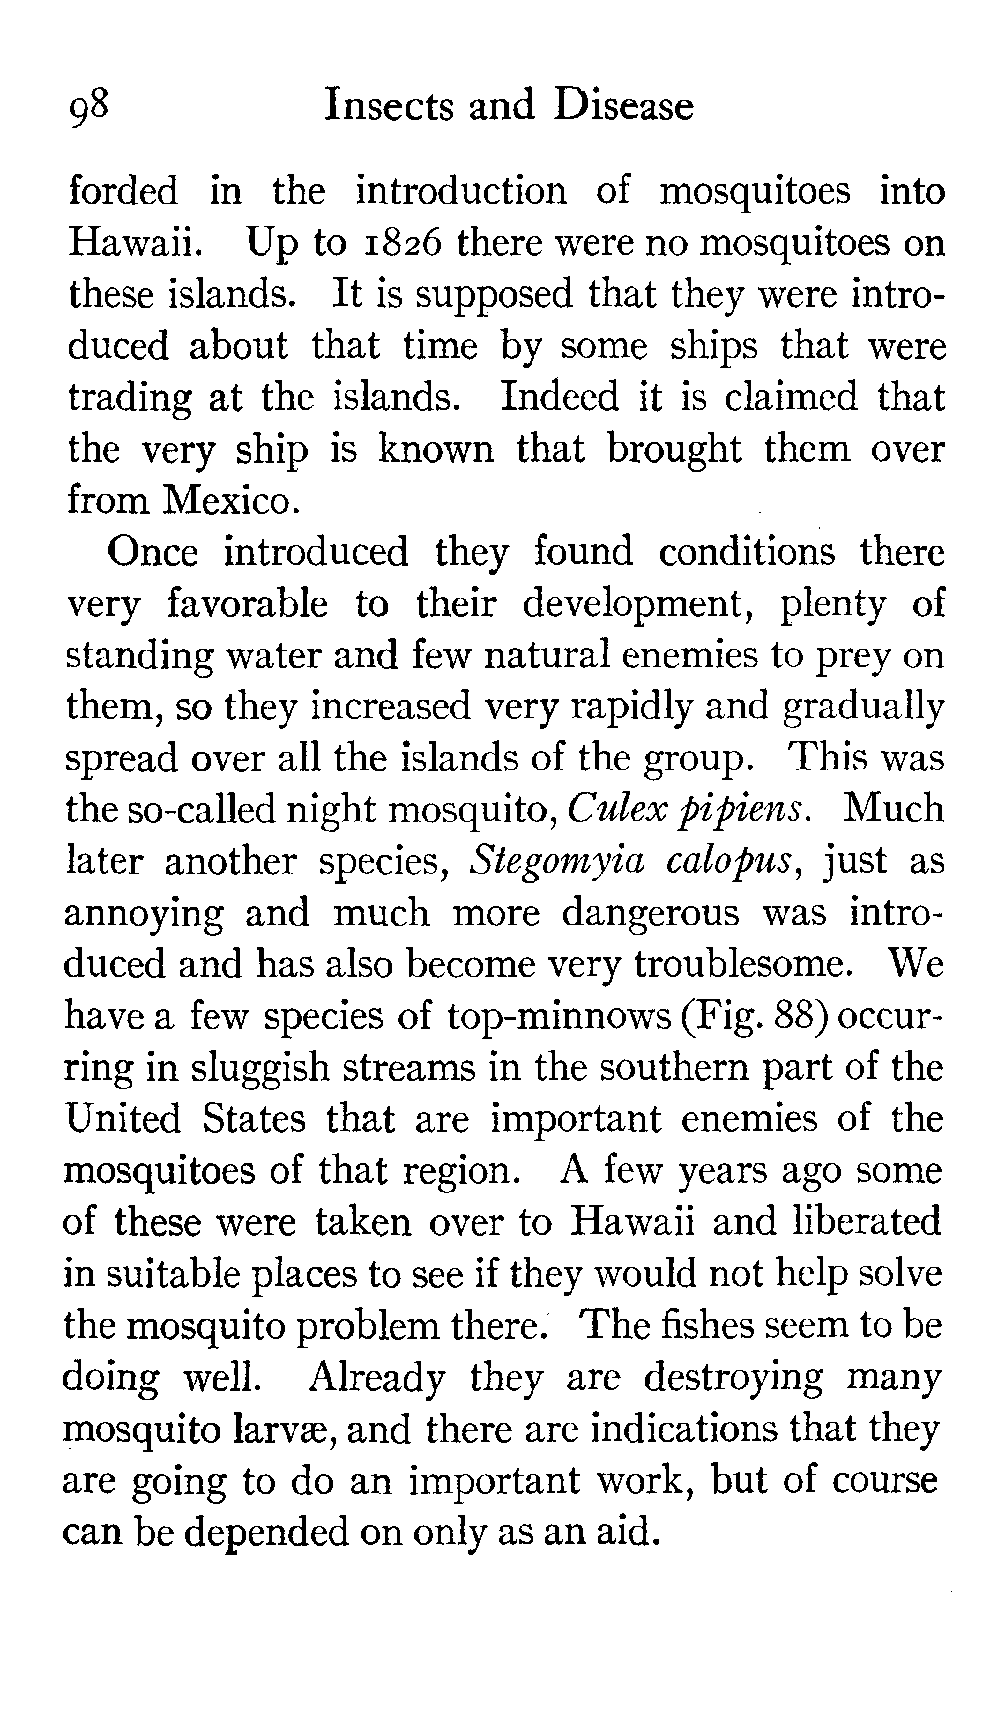 98 Insects and Disease
forded in the introduction of mosquitoes into
Hawaii. Up to 1826 there were no mosquitoes on
these islands. It is supposed that they were intro-
duced about that time by some ships that were
trading at the islands. Indeed it is claimed that
the very ship is known that brought them over
from Mexico.
Once introduced they found conditions there
very favorable to their development, plenty of
standing water and few natural enemies to prey on
them, so they increased very rapidly and gradually
spread over all the islands of the group. This was
the so-called night mosquito, Culex pipiens. Much
later another species, Stegomyia calopus, just as
annoying and much more dangerous was intro-
duced and has also become very troublesome. We
have a few species of top-minnows (Fig. 88) occur-
ring in sluggish streams in the southern part of the
United States that are important enemies of the
mosquitoes of that region. A few years ago some
of these were taken over to Hawaii and liberated
in suitable places to see if they would not help solve
the mosquito problem there. The fishes seem to be
doing well. Already they are destroying many
mosquito larvæ, and there are indications that they
are going to do an important work, but of course
can be depended on only as an aid.